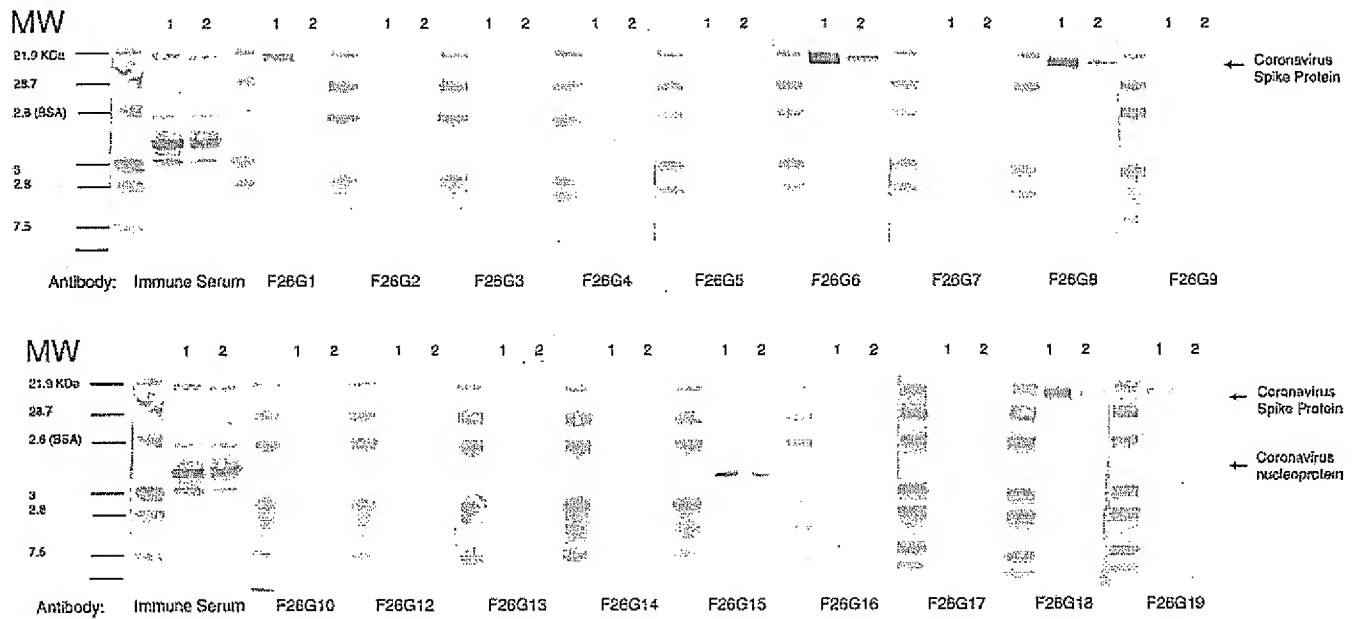 MW 1 2 1 2 1 2 1 2 1 2 1 2 1 2 1 2 1 2 1 2
21.9 KDa
Coronavirus
Spike Protein
28.7
2.8 (BSA)
3
2.8
7.5
Antibody: Immune Serum F26G1 F26G2 F26G3 F26G4 F26G5 F26G6 F26G7 F26G8 F26G9
MW 1 2 1 2 1 2 1 2 1 2 1 2 1 2 1 2 1 2 1 2
21.9 KDa
Coronavirus
Spike Protein
28.7
2.6 (BSA)
Coronavirus
nucleoprotein
3
2.8
7.5
Antibody: Immune Serum F26G10 F26G12 F26G13 F26G14 F26G15 F26G16 F26G17 F26G18 F26G19